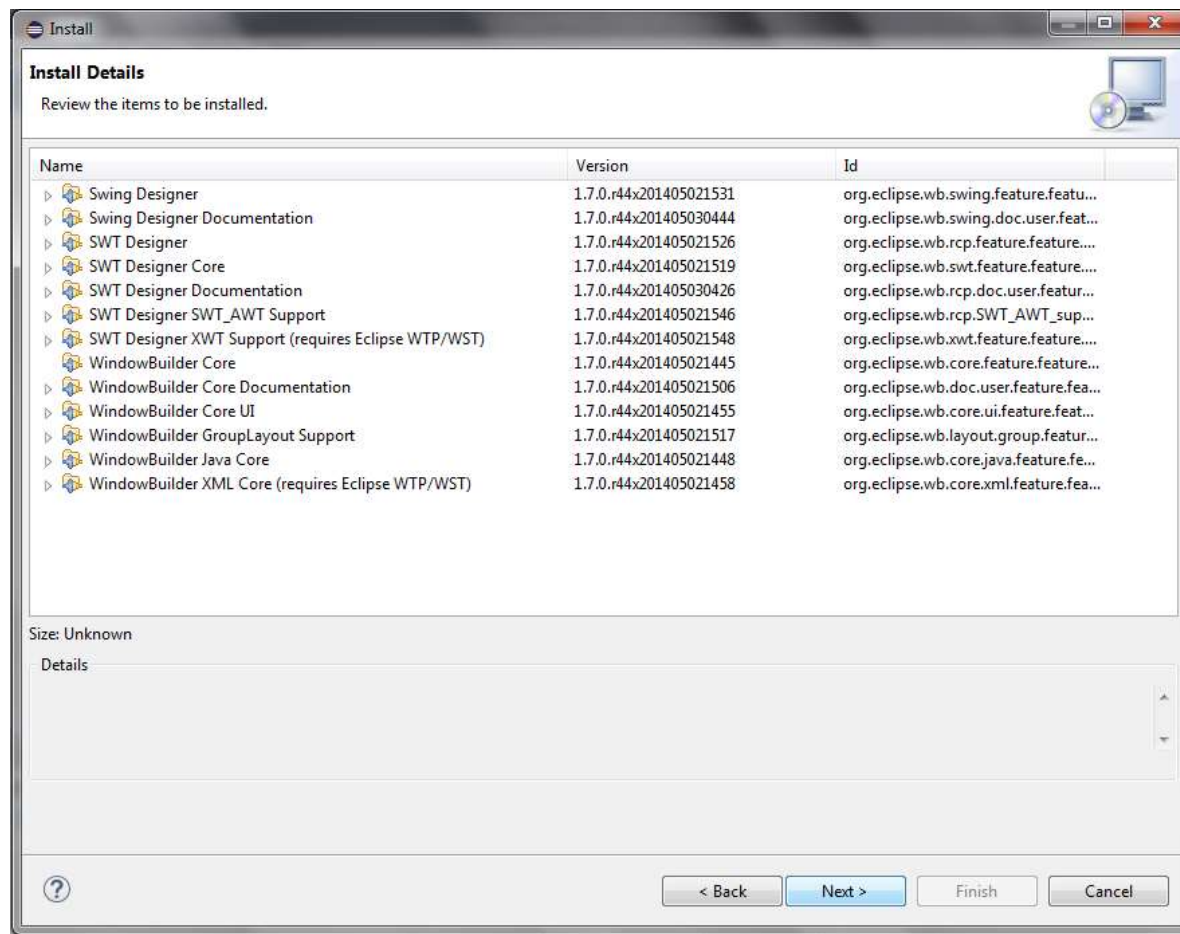 Install
Install Details
Review the items to be installed.
Name Version Id
Swing Designer 1.7.0.r44x201405021531 org.eclipse.wb.swing.feature.featu...
Swing Designer Documentation 1.7.0.r44x201405030444 org.eclipse.wb.swing.doc.user.feat...
SWT Designer 1.7.0.r44x201405021526 org.eclipse.wb.rcp.feature.feature....
SWT Designer Core 1.7.0.r44x201405021519 org.eclipse.wb.swt.feature.feature....
SWT Designer Documentation 1.7.0.r44x201405030426 org.eclipse.wb.rcp.doc.user.featur...
SWT Designer SWT_AWT Support 1.7.0.r44x201405021546 org.eclipse.wb.rcp.SWT_AWT_sup...
SWT Designer XWT Support (requires Eclipse WTP/WST) 1.7.0.r44x201405021548 org.eclipse.wb.xwt.feature.feature....
WindowBuilder Core 1.7.0.r44x201405021445 org.eclipse.wb.core.feature.feature...
WindowBuilder Core Documentation 1.7.0.r44x201405021506 org.eclipse.wb.doc.user.feature.fea...
WindowBuilder Core UI 1.7.0.r44x201405021455 org.eclipse.wb.core.ui.feature.feat...
WindowBuilder GroupLayout Support 1.7.0.r44x201405021517 org.eclipse.wb.layout.group.featur...
WindowBuilder Java Core 1.7.0.r44x201405021448 org.eclipse.wb.core.java.feature.fe...
WindowBuilder XML Core (requires Eclipse WTP/WST) 1.7.0.r44x201405021458 org.eclipse.wb.core.xml.feature.fea...
Size: Unknown
Details
? < Back Next > Finish Cancel